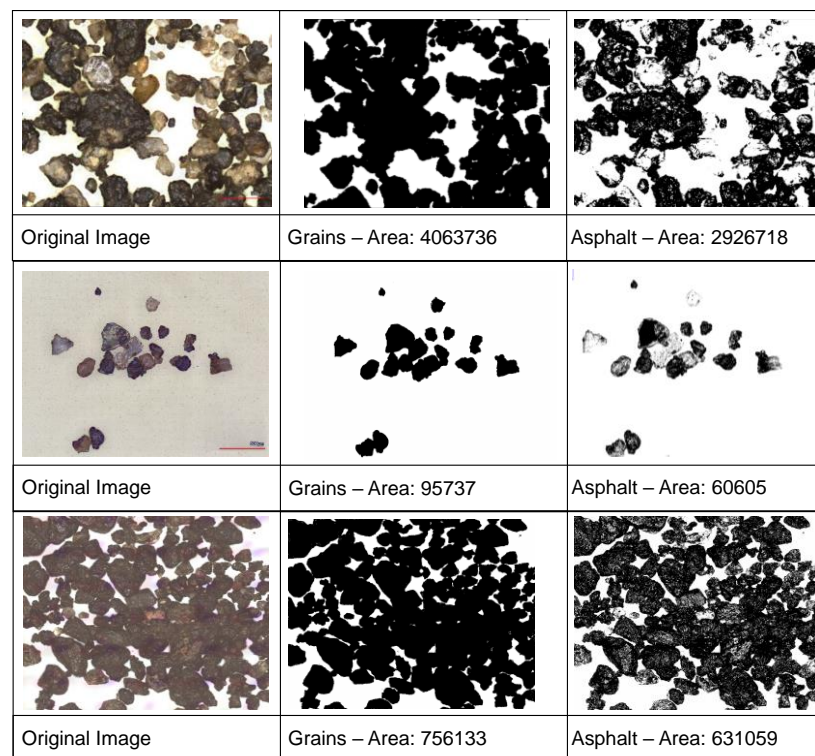 Original Image
Grains – Area: 4063736
Asphalt – Area: 2926718
Original Image
Grains – Area: 95737
Asphalt – Area: 60605
Original Image
Grains – Area: 756133
Asphalt – Area: 631059